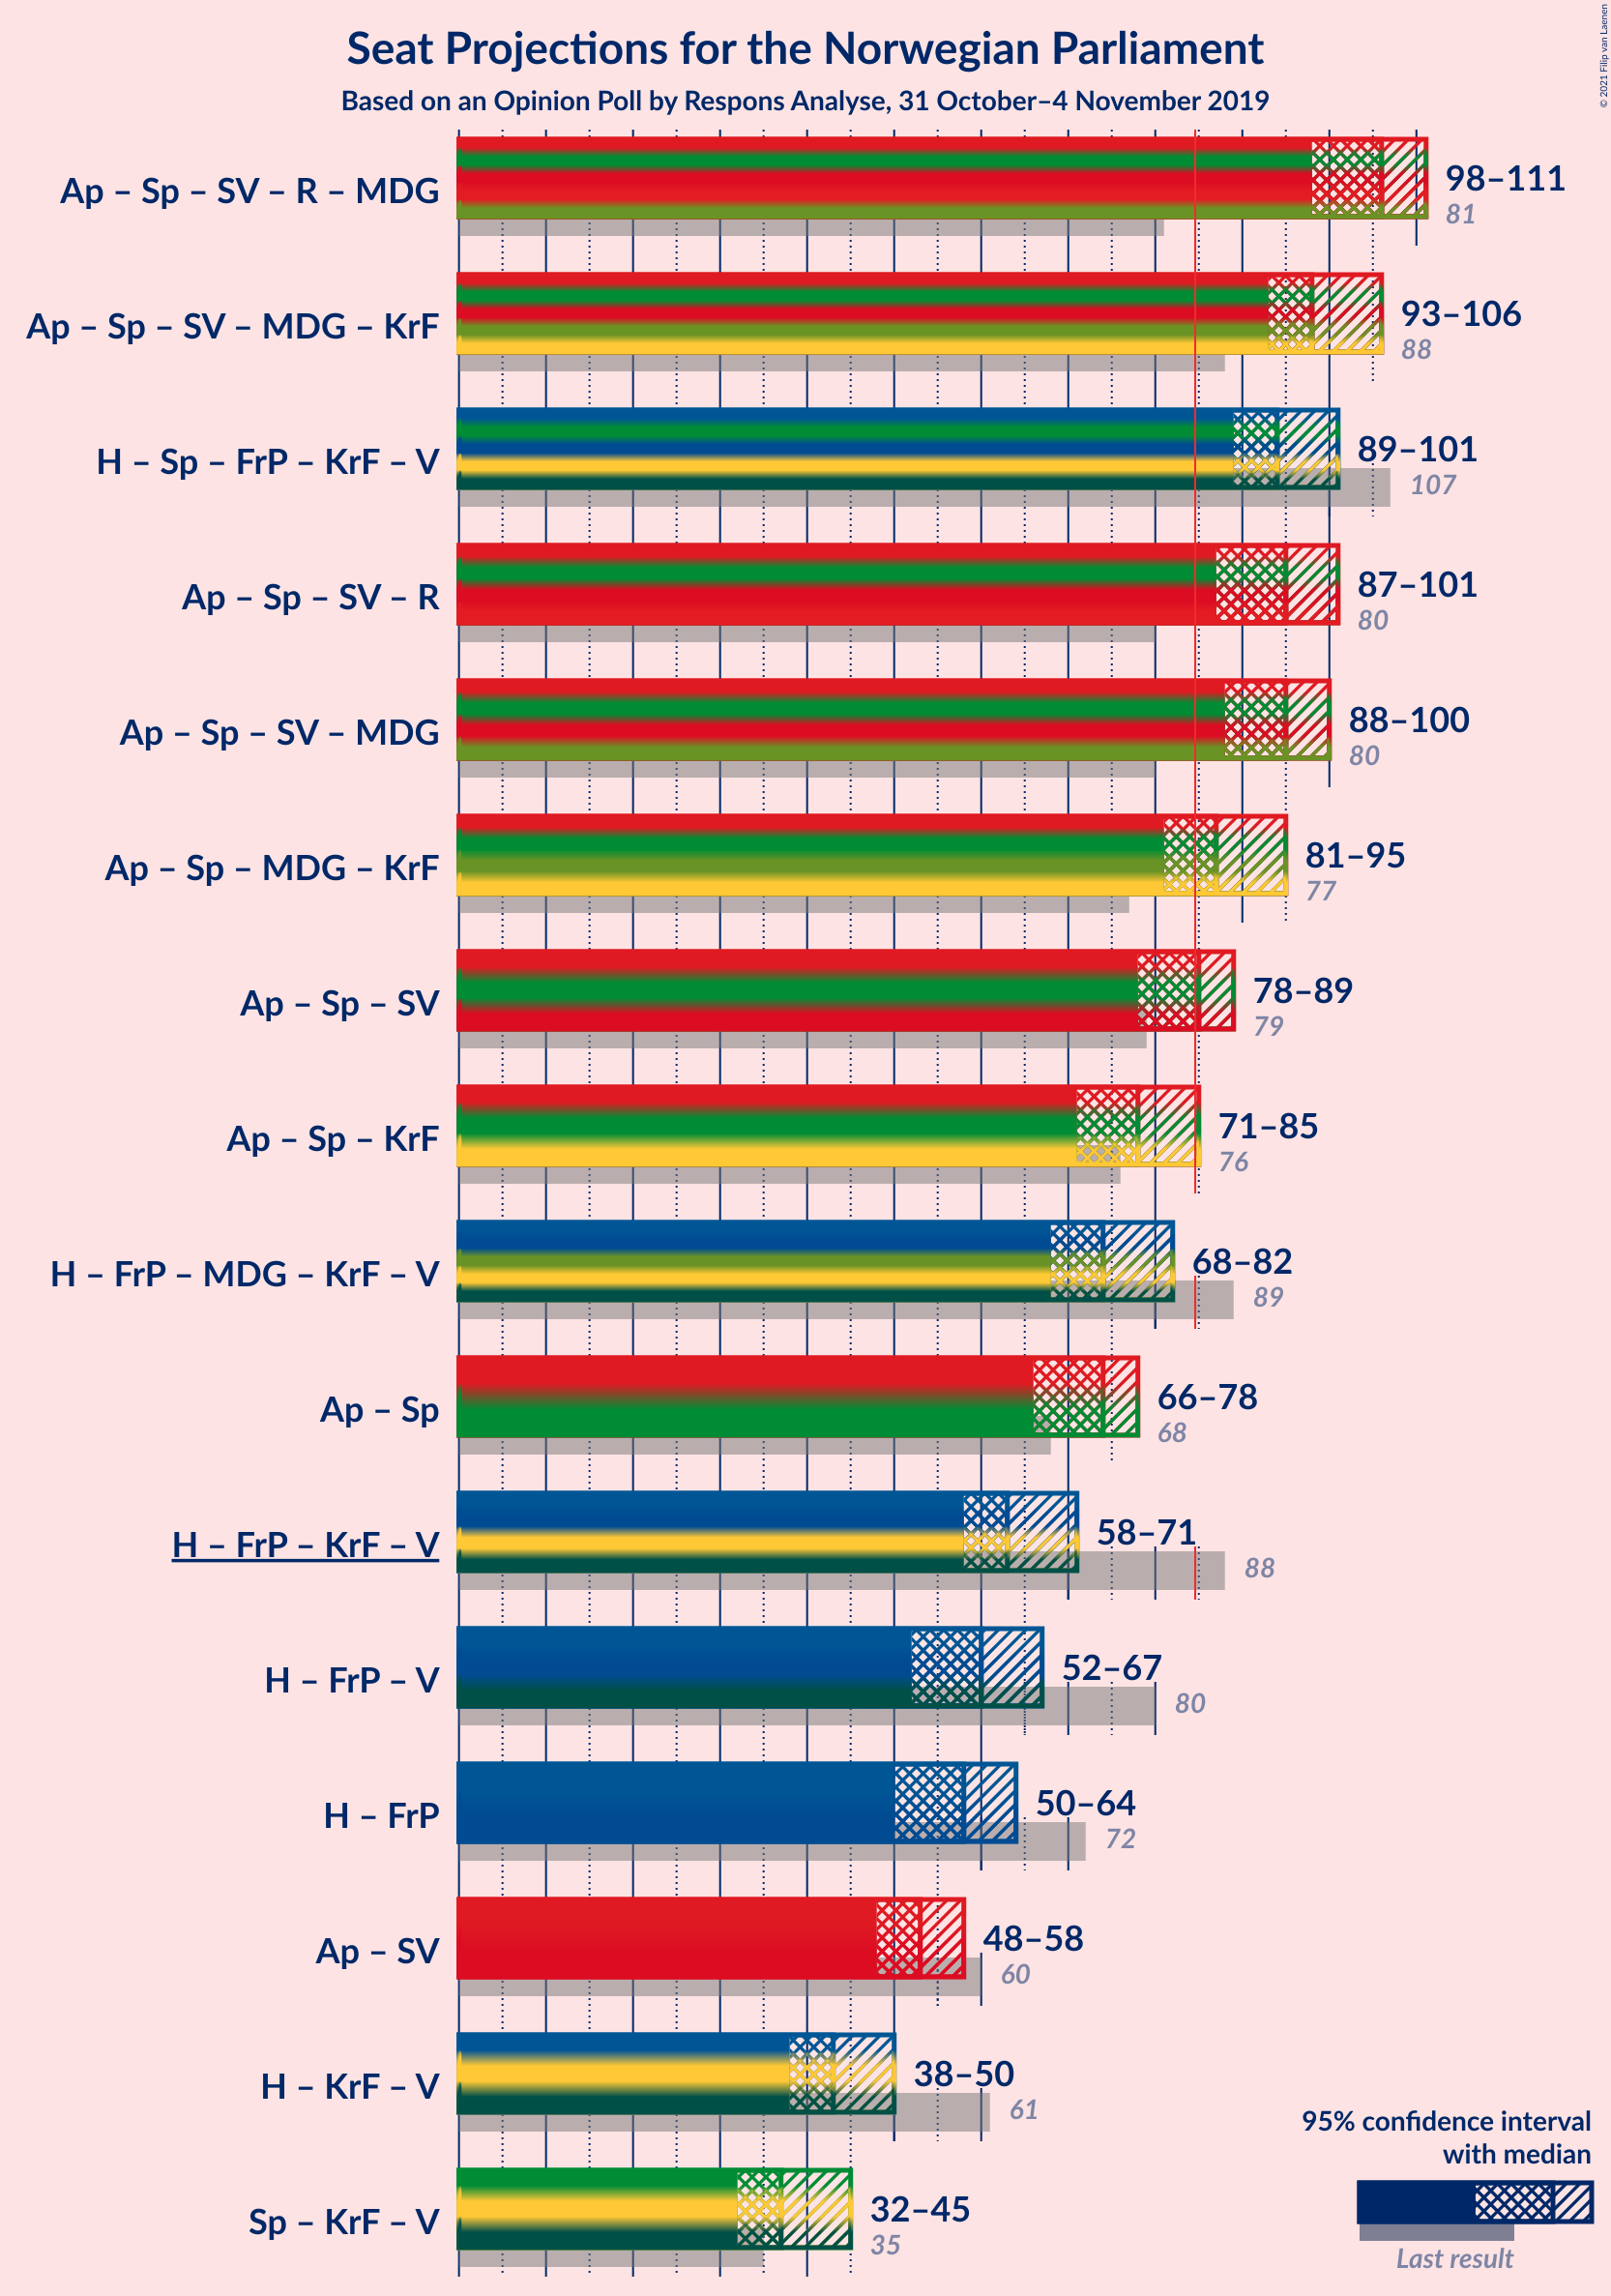 Seat Projections for the Norwegian Parliament
Based on an Opinion Poll by Respons Analyse, 31 October–4 November 2019
© 2021 Filip van Laenen
Ap – Sp – SV – R – MDG
98–111
81
Ap – Sp – SV – MDG – KrF
93–106
88
H – Sp – FrP – KrF – V
89–101
107
Ap – Sp – SV – R
87–101
80
Ap – Sp – SV – MDG
88–100
80
Ap – Sp – MDG – KrF
81–95
77
Ap – Sp – SV
78–89
79
Ap – Sp – KrF
71–85
76
H – FrP – MDG – KrF – V
68–82
89
Ap – Sp
66–78
68
H – FrP – KrF – V
58–71
88
H – FrP – V
52–67
80
H – FrP
50–64
72
Ap – SV
48–58
60
H – KrF – V
38–50
61
Sp – KrF – V
32–45
35
95% confidence interval
with median
Last result